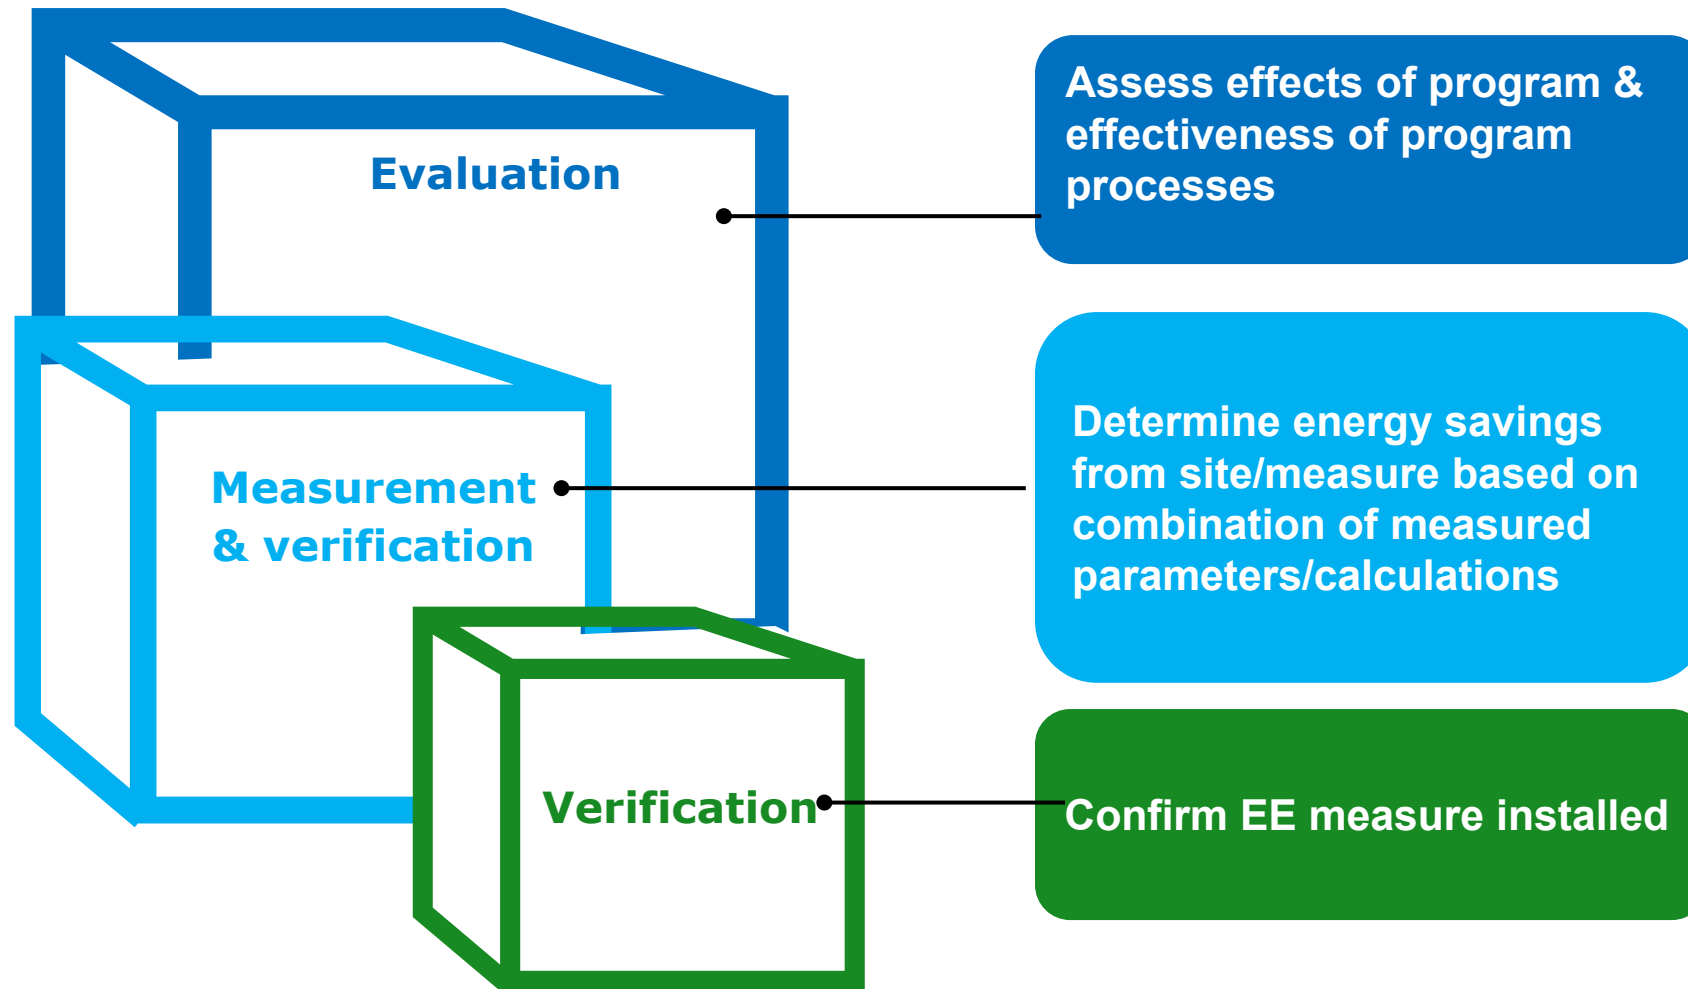 Evaluation
Assess effects of program &
effectiveness of program
processes
Measurement
& verification
Determine energy savings
from site/measure based on
combination of measured
parameters/calculations
Verification
Confirm EE measure installed